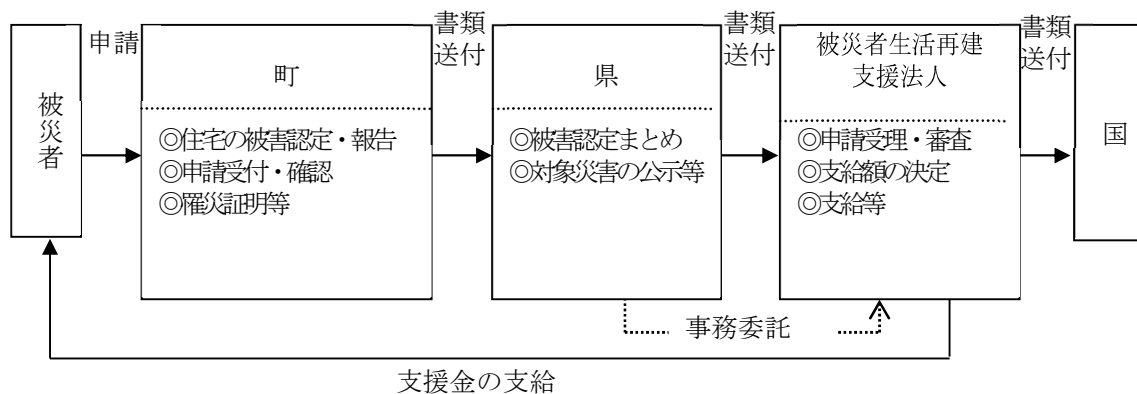 被災者
申請
町
◎住宅の被害認定・報告
◎申請受付・確認
◎罹災証明等
書類
送付
県
◎被害認定まとめ
◎対象災害の公示等
書類
送付
被災者生活再建
支援法人
◎申請受理・審査
◎支給額の決定
◎支給等
書類
送付
国
事務委託
支援金の支給